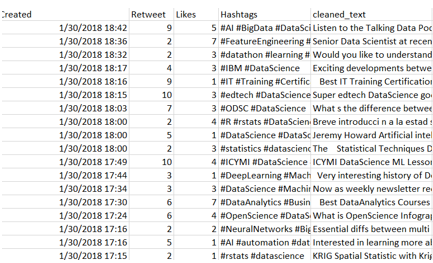 Created Retweet Likes Hashtags cleaned_text
1/30/2018 18:42 9 5 #AI #BigData #DataSci Listen to the Talking Data Poc
1/30/2018 18:36 2 7 #FeatureEngineering # Senior Data Scientist at recen
1/30/2018 18:32 2 3 #datathon #learning # Would you like to understand
1/30/2018 18:17 4 3 #IBM #DataScience Exciting developments betwe
1/30/2018 18:16 9 1 #IT #Training #Certific Best IT Training Certification
1/30/2018 18:15 10 3 #edtech #DataScience Super edtech DataScience goo
1/30/2018 18:03 7 3 #ODSC #DataScience What s the difference betwee
1/30/2018 18:00 2 4 #R #rstats #DataScienc Breve introducci n a la estad s
1/30/2018 18:00 5 1 #DataScience #DataSc Jeremy Howard Artificial intel
1/30/2018 18:00 2 3 #statistics #datascienc The Statistical Techniques D
1/30/2018 17:49 10 4 #ICYMI #DataScience ICYMI DataScience ML Lesson
1/30/2018 17:44 3 1 #DeepLearning #Mach Very interesting history of De
1/30/2018 17:34 3 3 #DataScience #Machin Now as weekly newsletter rec
1/30/2018 17:30 6 7 #DataAnalytics #Busin Best DataAnalytics Courses
1/30/2018 17:24 6 4 #OpenScience #DataSc What is OpenScience Infograp
1/30/2018 17:16 2 2 #NeuralNetworks #Big Essential diffs between multi
1/30/2018 17:16 5 1 #AI #automation #dat Interested in learning more al
1/30/2018 17:15 2 1 #rstats #datascience KRIG Spatial Statistic with Krig